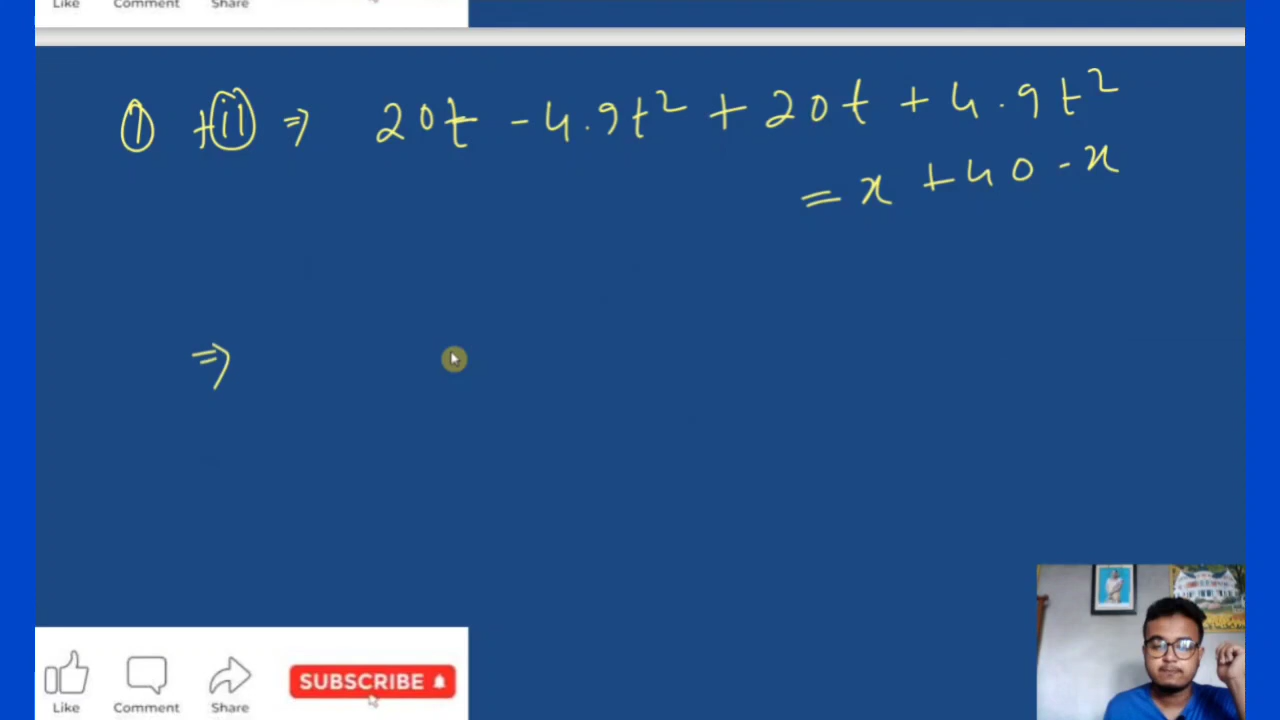 Like Comment Share
(i) + (ii) ⇒ 20t - 4.9t² + 20t + 4.9t²
= x + 40 - x
⇒
SUBSCRIBE
Like Comment Share